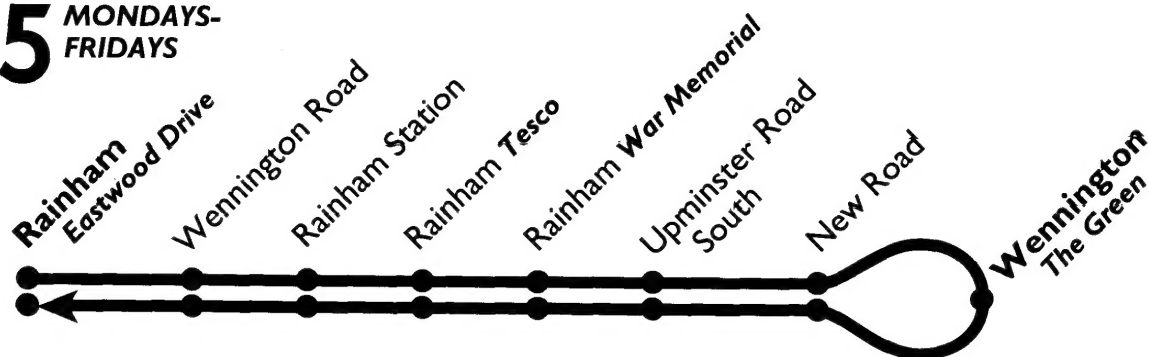 5 MONDAYS-
FRIDAYS
Rainham
Eastwood Drive
Wennington Road
Rainham Station
Rainham Tesco
Rainham War Memorial
Upminster Road
South
New Road
Wennington
The Green